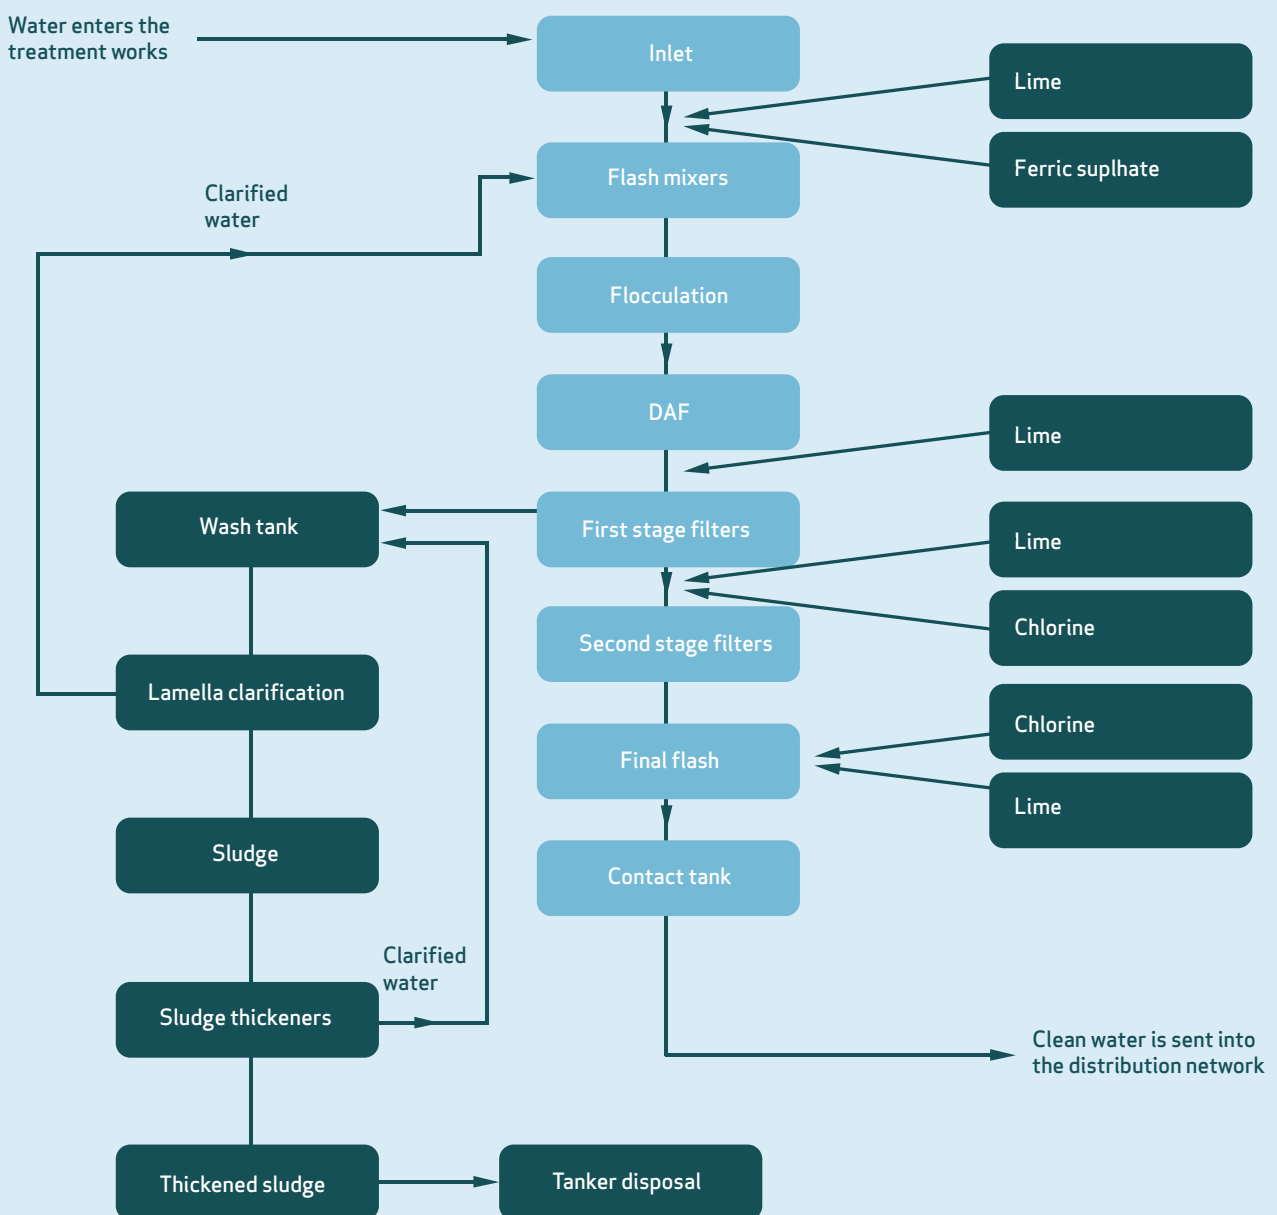 Water enters the
treatment works
Inlet
Lime
Ferric suplhate
Flash mixers
Clarified
water
Flocculation
DAF
Lime
Wash tank
First stage filters
Lime
Chlorine
Second stage filters
Lamella clarification
Chlorine
Final flash
Lime
Sludge
Contact tank
Clarified
water
Sludge thickeners
Clean water is sent into
the distribution network
Thickened sludge
Tanker disposal